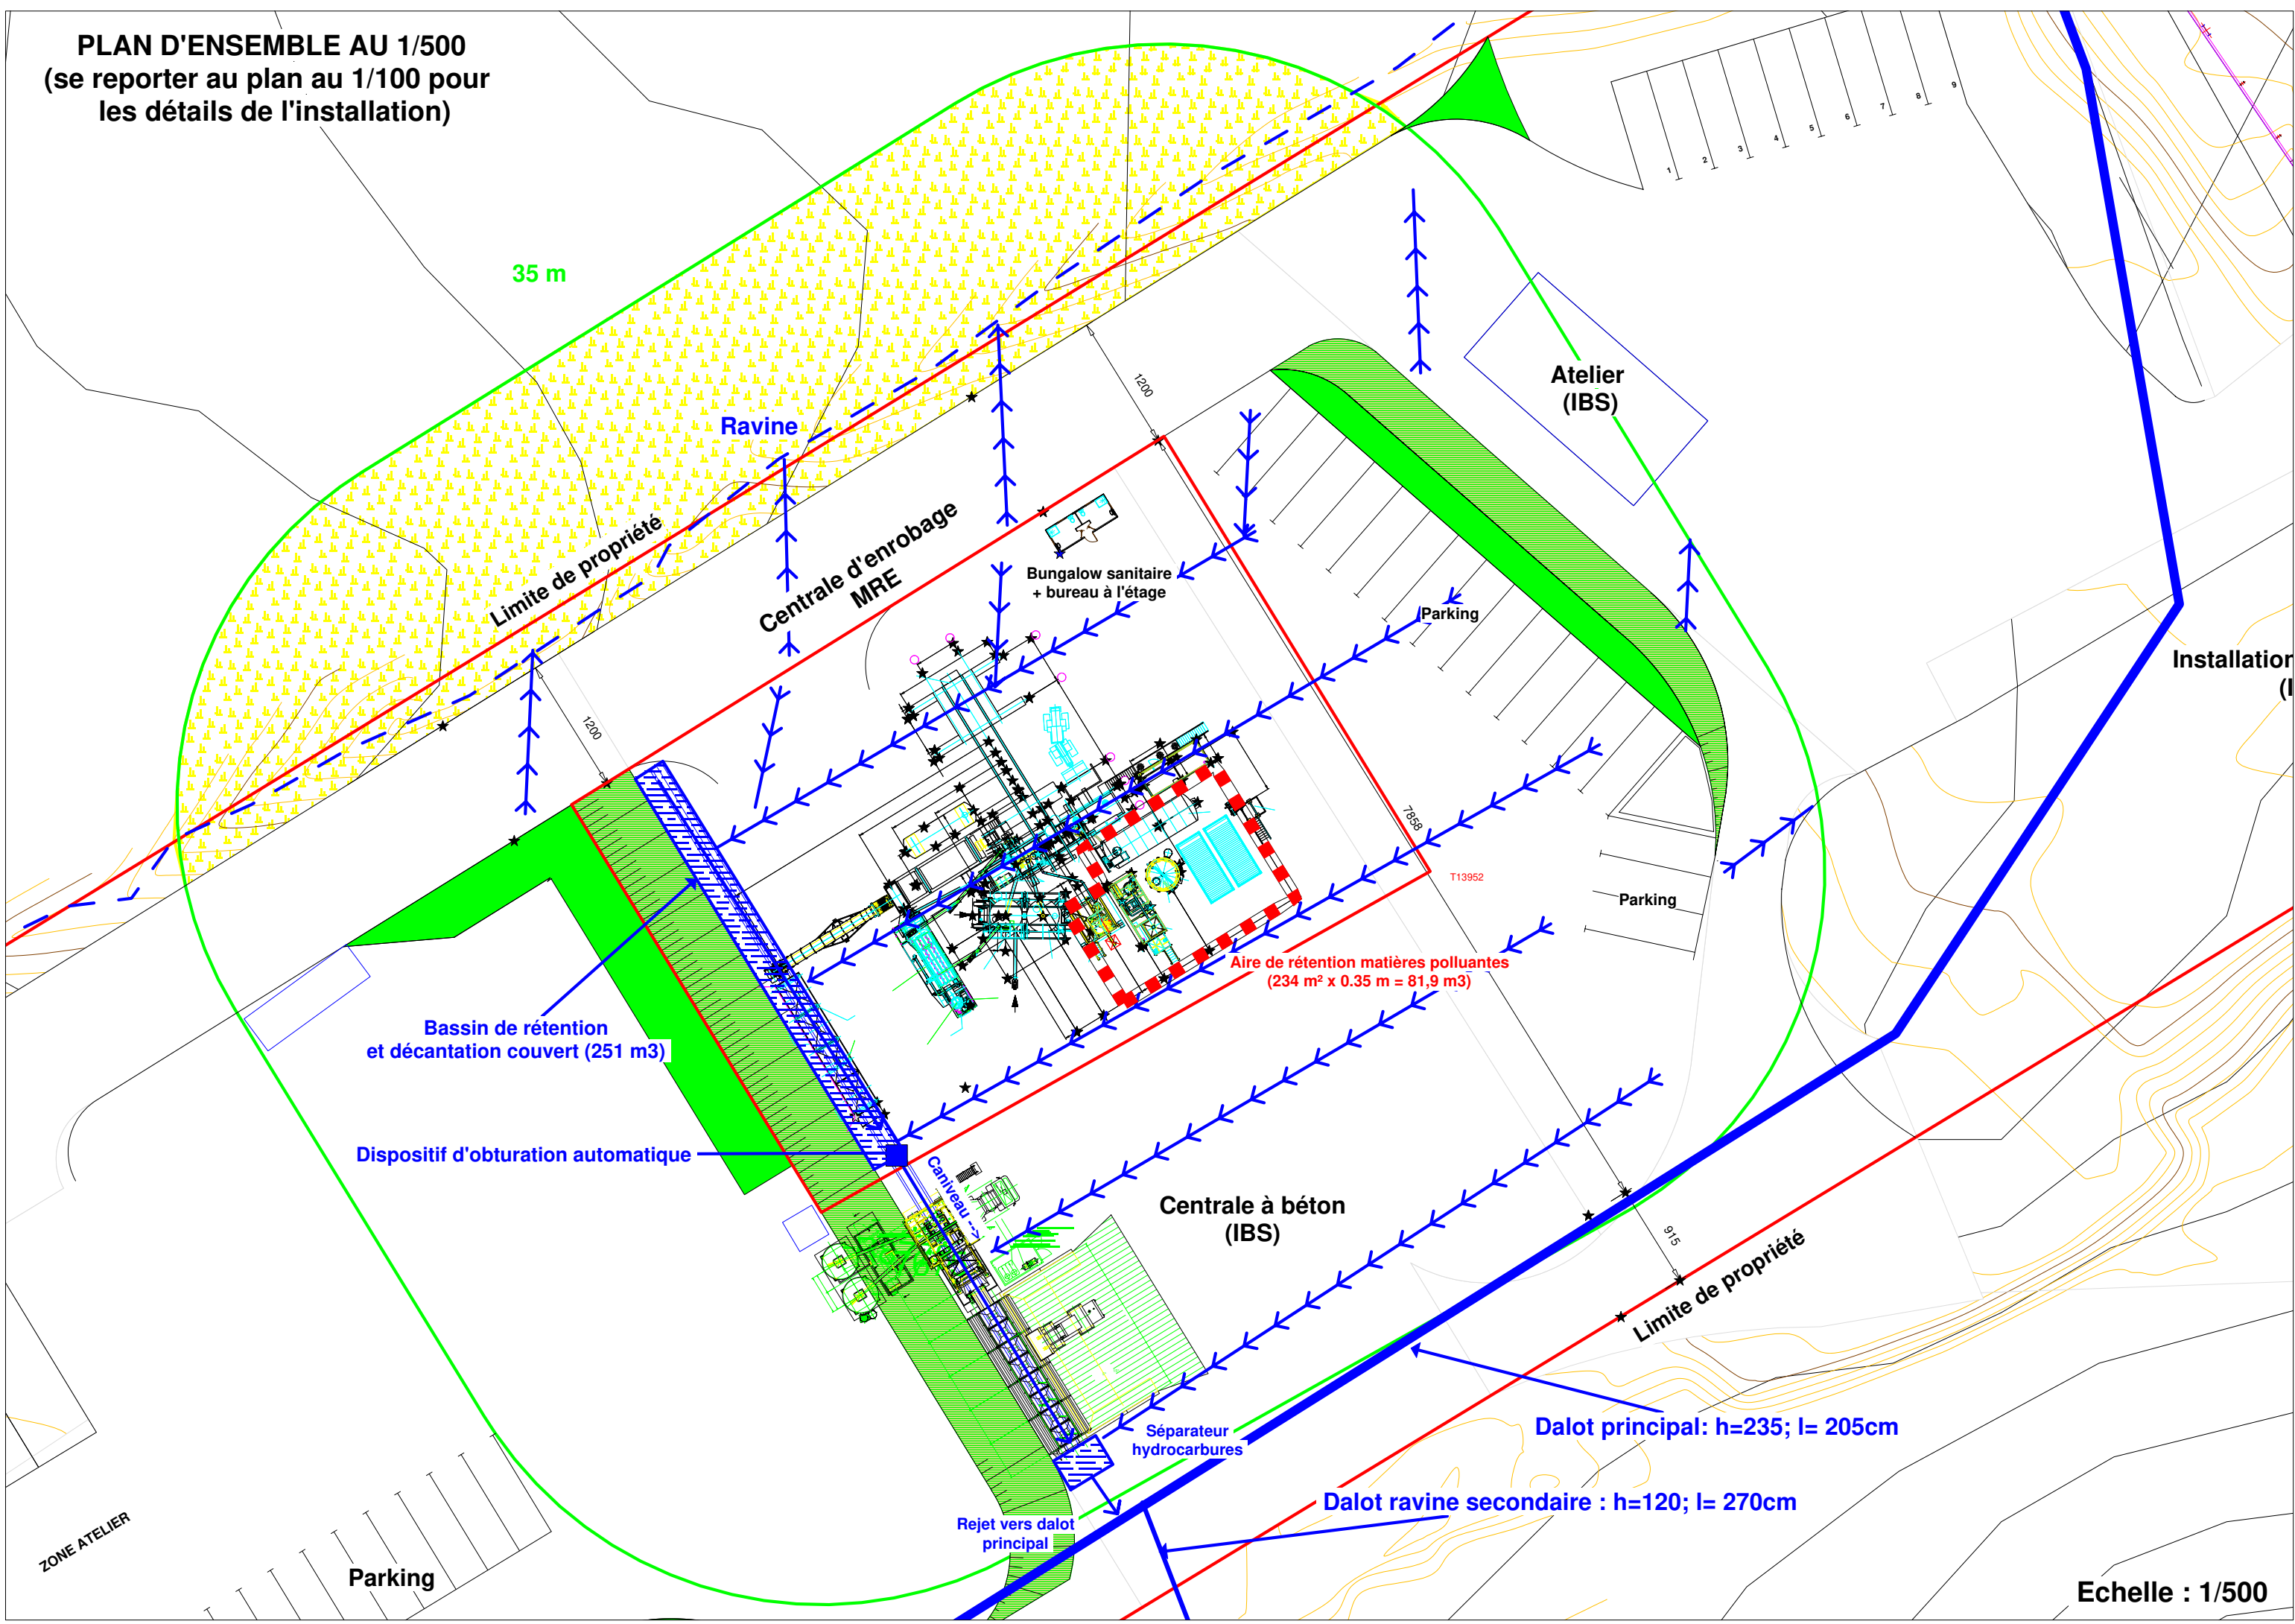 PLAN D'ENSEMBLE AU 1/500
(se reporter au plan au 1/100 pour
les détails de l'installation)
35 m
1
2
3
4
5
6
7
8
9
Atelier
(IBS)
1200
Ravine
Limite de propriété
Centrale d'enrobage
MRE
Bungalow sanitaire
+ bureau à l'étage
Parking
Installation
1200
7858
T13952
Parking
Aire de rétention matières polluantes
(234 m² x 0.35 m = 81,9 m3)
Bassin de rétention
et décantation couvert (251 m3)
Dispositif d'obturation automatique
Caniveau -->
Centrale à béton
(IBS)
915
Limite de propriété
Dalot principal: h=235; l= 205cm
Séparateur
hydrocarbures
Dalot ravine secondaire : h=120; l= 270cm
Rejet vers dalot
principal
ZONE ATELIER
Parking
Echelle : 1/500